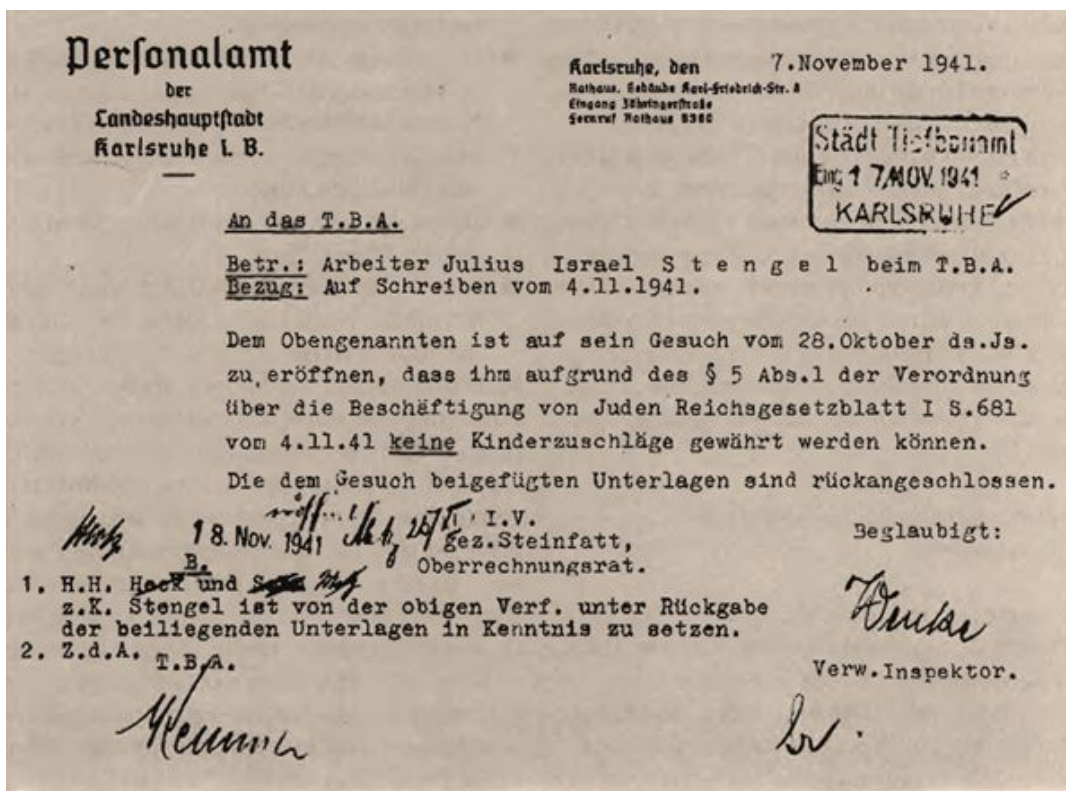 Personalamt
der
Landeshauptstadt
Karlsruhe i. B.
Karlsruhe, den 7.November 1941.
Rathaus, Gebäude Karl-Friedrich-Str. 8
Eingang Zähringerstraße
Fernruf Rathaus 5380
Städt Tiefbauamt
Eing 17. NOV. 1941
KARLSRUHE
An das T.B.A.
Betr.: Arbeiter Julius Israel Stengel beim T.B.A.
Bezug: Auf Schreiben vom 4.11.1941.
Dem Obengenannten ist auf sein Gesuch vom 28.Oktober ds.Js.
zu eröffnen, dass ihm aufgrund des § 5 Abs.1 der Verordnung
über die Beschäftigung von Juden Reichsgesetzblatt I S.681
vom 4.11.41 keine Kinderzuschläge gewährt werden können.
Die dem Gesuch beigefügten Unterlagen sind rückangeschlossen.
eröffnet
18. Nov. 1941
I.V.
gez.Steinfatt,
Oberrechnungsrat.
Beglaubigt:
B.
1. H.H. Heck und
z.K. Stengel ist von der obigen Verf. unter Rückgabe
der beiliegenden Unterlagen in Kenntnis zu setzen.
2. Z.d.A.
T.B.A.
Verw.Inspektor.